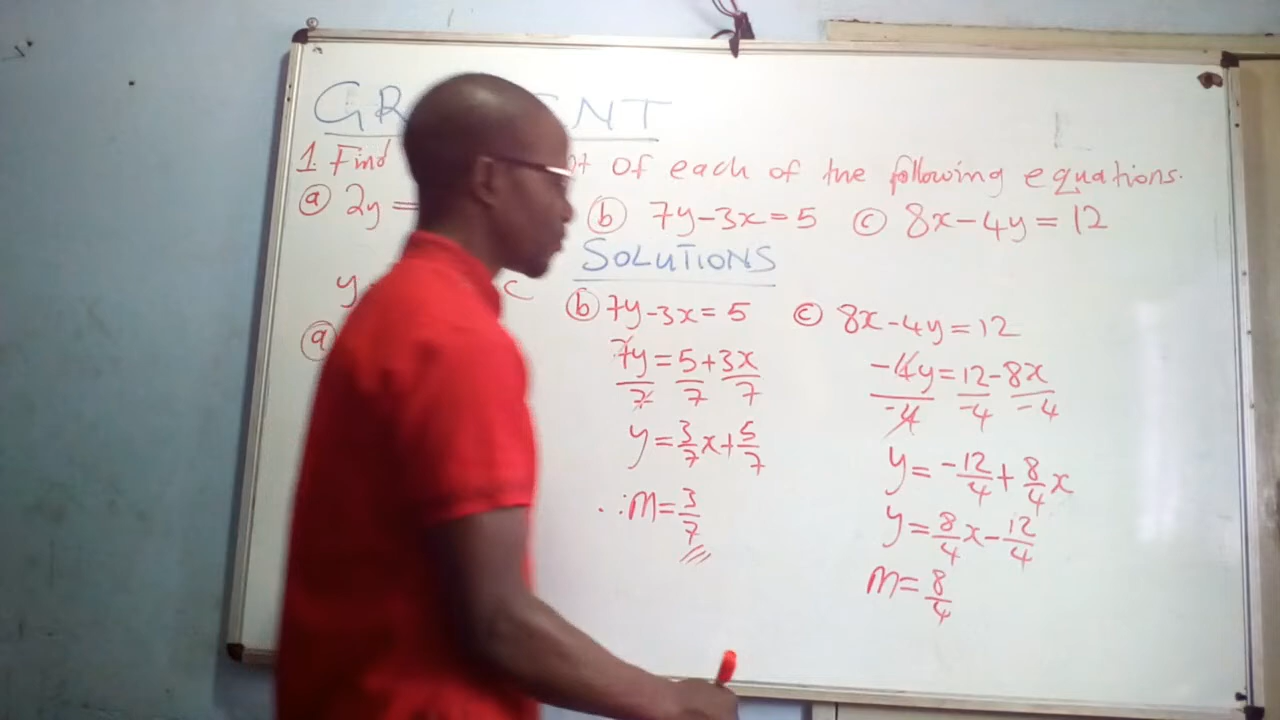 GR ENT
1. Find of each of the following equations.
ⓐ 2y = ⓑ 7y-3x=5 ⓒ 8x-4y=12
SOLUTIONS
y c
ⓐ
ⓑ 7y-3x=5
7y/7=5/7+3x/7
y=3/7x+5/7
∴m=3/7
ⓒ 8x-4y=12
-4y/-4=12/-4-8x/-4
y=-12/4+8/4x
y=8/4x-12/4
m=8/4